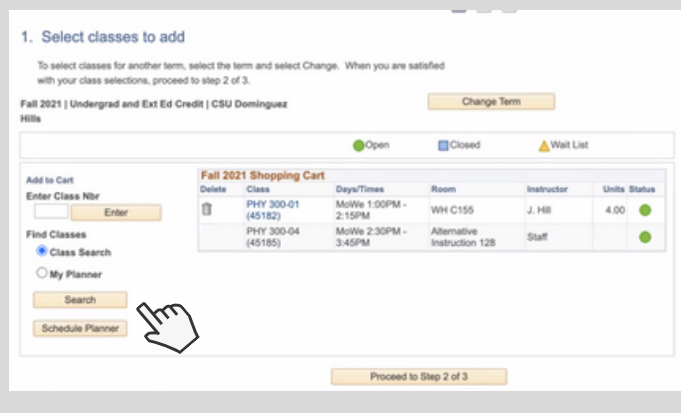 1. Select classes to add
To select classes for another term, select the term and select Change. When you are satisfied
with your class selections, proceed to step 2 of 3.
Fall 2021 | Undergrad and Ext Ed Credit | CSU Dominguez
Hills
Change Term
Open Closed Wait List
Add to Cart
Enter Class Nbr
Enter
Find Classes
Class Search
My Planner
Search
Schedule Planner
Fall 2021 Shopping Cart
Delete Class Days/Times Room Instructor Units Status
PHY 300-01
(45182)
MoWe 1:00PM -
2:15PM
WH C155
J. Hill
4.00
PHY 300-04
(45185)
MoWe 2:30PM -
3:45PM
Alternative
Instruction 128
Staff
Proceed to Step 2 of 3